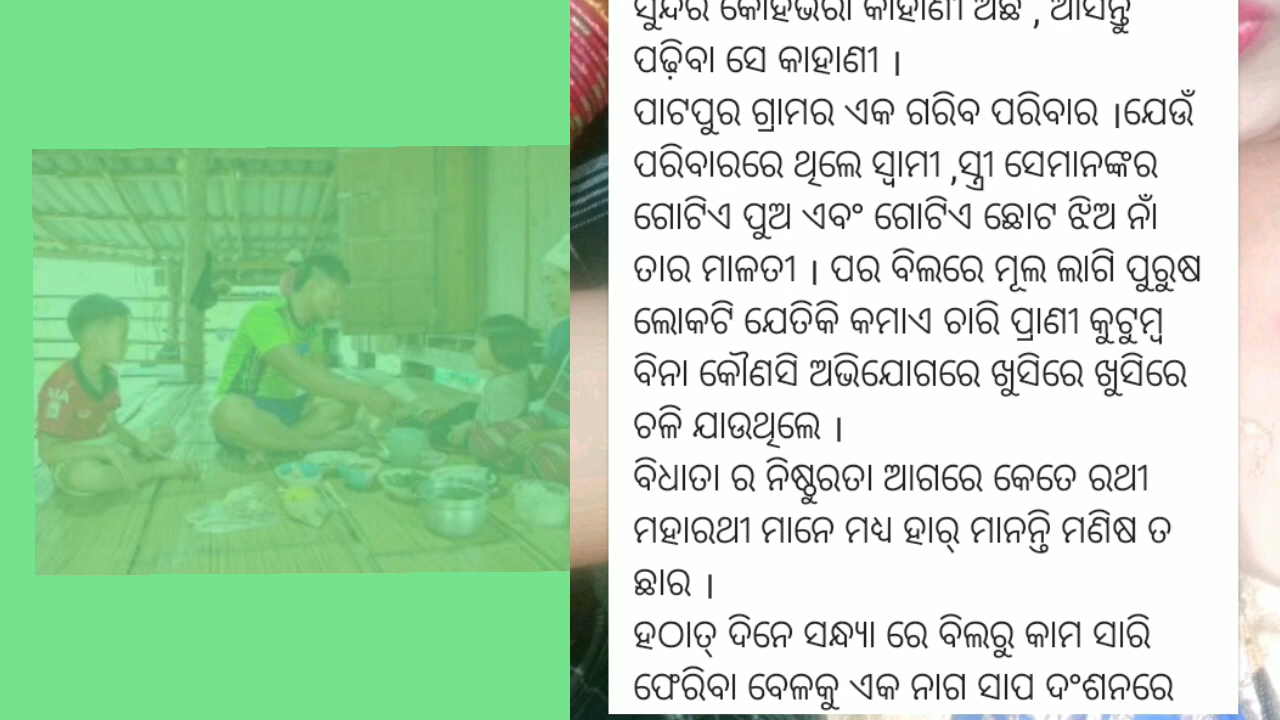 ସୁନ୍ଦର କୋହଭରା କାହାଣୀ ଅଛି , ଆସନ୍ତୁ
ପଢ଼ିବା ସେ କାହାଣୀ ।
ପାଟପୁର ଗ୍ରାମର ଏକ ଗରିବ ପରିବାର ।ଯେଉଁ
ପରିବାରରେ ଥିଲେ ସ୍ୱାମୀ ,ସ୍ତ୍ରୀ ସେମାନଙ୍କର
ଗୋଟିଏ ପୁଅ ଏବଂ ଗୋଟିଏ ଛୋଟ ଝିଅ ନାଁ
ତାର ମାଳତୀ । ପର ବିଲରେ ମୂଲ ଲାଗି ପୁରୁଷ
ଲୋକଟି ଯେତିକି କମାଏ ଚାରି ପ୍ରାଣୀ କୁଟୁମ୍ବ
ବିନା କୌଣସି ଅଭିଯୋଗରେ ଖୁସିରେ ଖୁସିରେ
ଚଳି ଯାଉଥିଲେ ।
ବିଧାତା ର ନିଷ୍ଠୁରତା ଆଗରେ କେତେ ରଥୀ
ମହାରଥୀ ମାନେ ମଧ୍ୟ ହାର୍ ମାନନ୍ତି ମଣିଷ ତ
ଛାର ।
ହଠାତ୍ ଦିନେ ସନ୍ଧ୍ୟା ରେ ବିଲରୁ କାମ ସାରି
ଫେରିବା ବେଳକୁ ଏକ ନାଗ ସାପ ଦଂଶନରେ